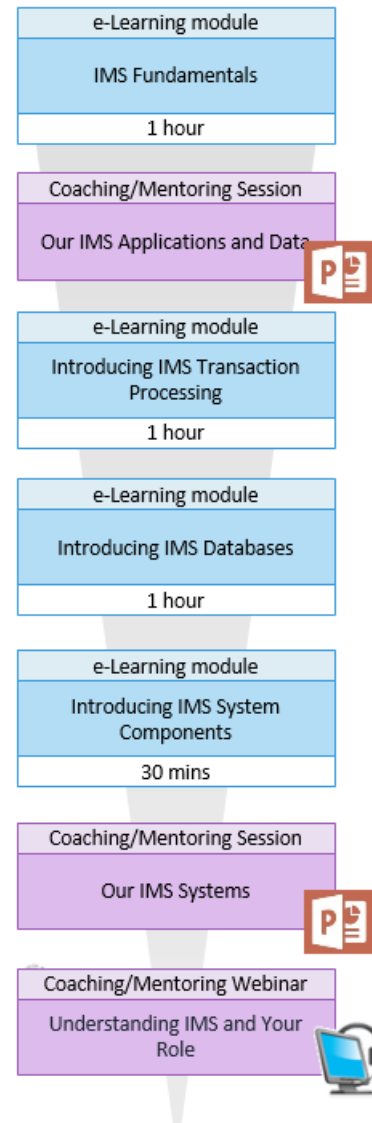 e-Learning module
IMS Fundamentals
1 hour
Coaching/Mentoring Session
Our IMS Applications and Data
P
e-Learning module
Introducing IMS Transaction
Processing
1 hour
e-Learning module
Introducing IMS Databases
1 hour
e-Learning module
Introducing IMS System
Components
30 mins
Coaching/Mentoring Session
Our IMS Systems
P
Coaching/Mentoring Webinar
Understanding IMS and Your
Role